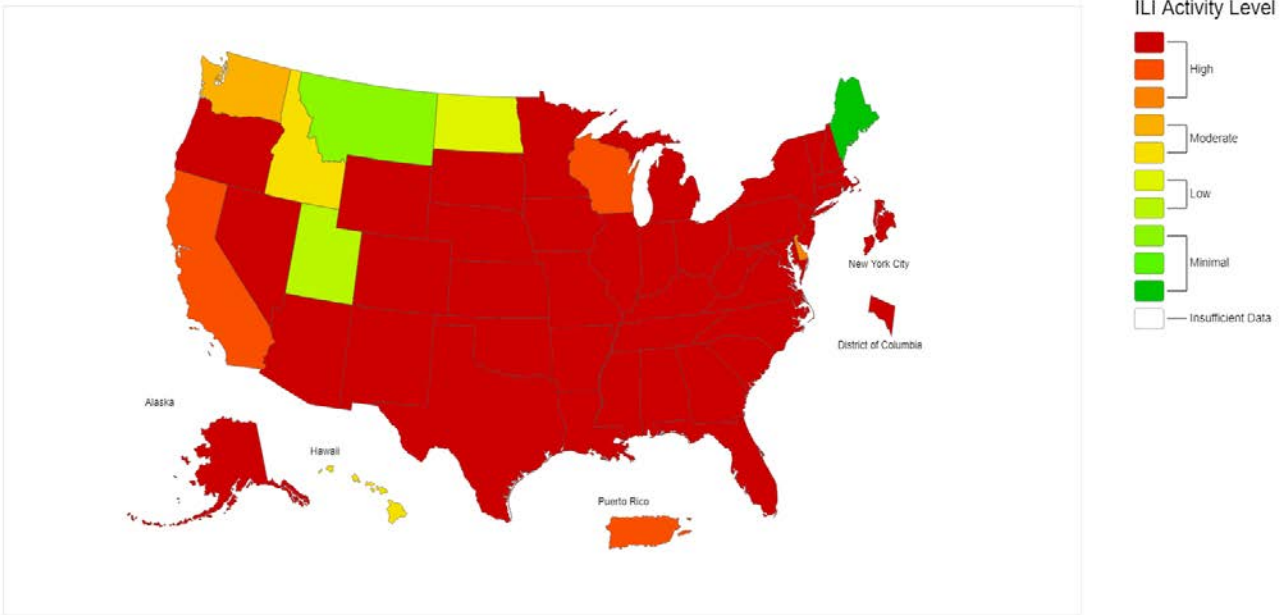 ILI Activity Level
High
Moderate
Low
Minimal
Insufficient Data
New York City
District of Columbia
Alaska
Hawaii
Puerto Rico